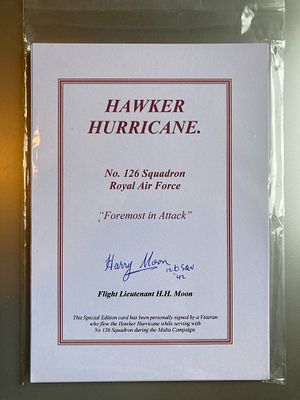 HAWKER
HURRICANE.
No. 126 Squadron
Royal Air Force
"Foremost in Attack"
Harry Moon
126 SQN
'42
Flight Lieutenant H.H. Moon
This Special Edition card has been personally signed by a Veteran
who flew the Hawker Hurricane while serving with
No 126 Squadron during the Malta Campaign.